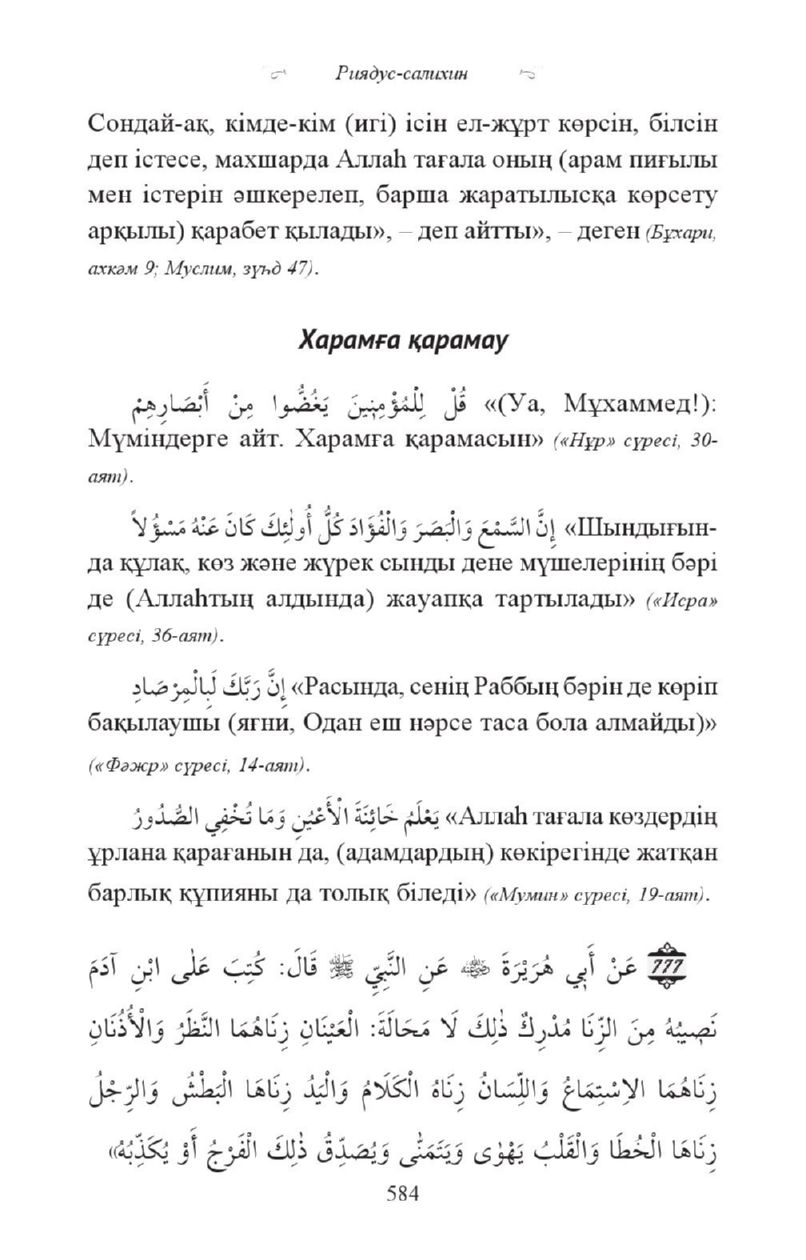 Риядус-салихин
Сондай-ақ, кімде-кім (игі) ісін ел-жұрт көрсін, білсін
деп істесе, махшарда Аллаһ тағала оның (арам пиғылы
мен істерін әшкерелеп, барша жаратылысқа көрсету
арқылы) қарабет қылады», – деп айтты», – деген (Бұхари,
ахкәм 9; Муслим, зүһд 47).
Харамға қарамау
قُلْ لِلْمُؤْمِنِينَ يَغُضُّوا مِنْ أَبْصَارِهِمْ «(Уа, Мұхаммед!):
Мүміндерге айт. Харамға қарамасын» («Нұр» сүресі, 30-
аят).
إِنَّ السَّمْعَ وَالْبَصَرَ وَالْفُؤَادَ كُلُّ أُولٰئِكَ كَانَ عَنْهُ مَسْؤُلاً «Шындығын-
да құлақ, көз және жүрек сынды дене мүшелерінің бәрі
де (Аллаһтың алдында) жауапқа тартылады» («Исра»
сүресі, 36-аят).
إِنَّ رَبَّكَ لَبِالْمِرْصَادِ «Расында, сенің Раббың бәрін де көріп
бақылаушы (яғни, Одан еш нәрсе таса бола алмайды)»
(«Фәжр» сүресі, 14-аят).
يَعْلَمُ خَائِنَةَ الْأَعْيُنِ وَمَا تُخْفِي الصُّدُورُ «Аллаһ тағала көздердің
ұрлана қарағанын да, (адамдардың) көкірегінде жатқан
барлық құпияны да толық біледі» («Мумин» сүресі, 19-аят).
777 عَنْ أَبِي هُرَيْرَةَ ﷺ عَنِ النَّبِيِّ ﷺ قَالَ: كُتِبَ عَلَى ابْنِ آدَمَ
نَصِيبُهُ مِنَ الزِّنَا مُدْرِكٌ ذٰلِكَ لَا مَحَالَةَ: الْعَيْنَانِ زِنَاهُمَا النَّظَرُ وَالْأُذُنَانِ
زِنَاهُمَا الاِسْتِمَاعُ وَاللِّسَانُ زِنَاهُ الْكَلَامُ وَالْيَدُ زِنَاهَا الْبَطْشُ وَالرِّجْلُ
زِنَاهَا الْخُطَا وَالْقَلْبُ يَهْوٰى وَيَتَمَنّٰى وَيُصَدِّقُ ذٰلِكَ الْفَرْجُ أَوْ يُكَذِّبُهُ»
584